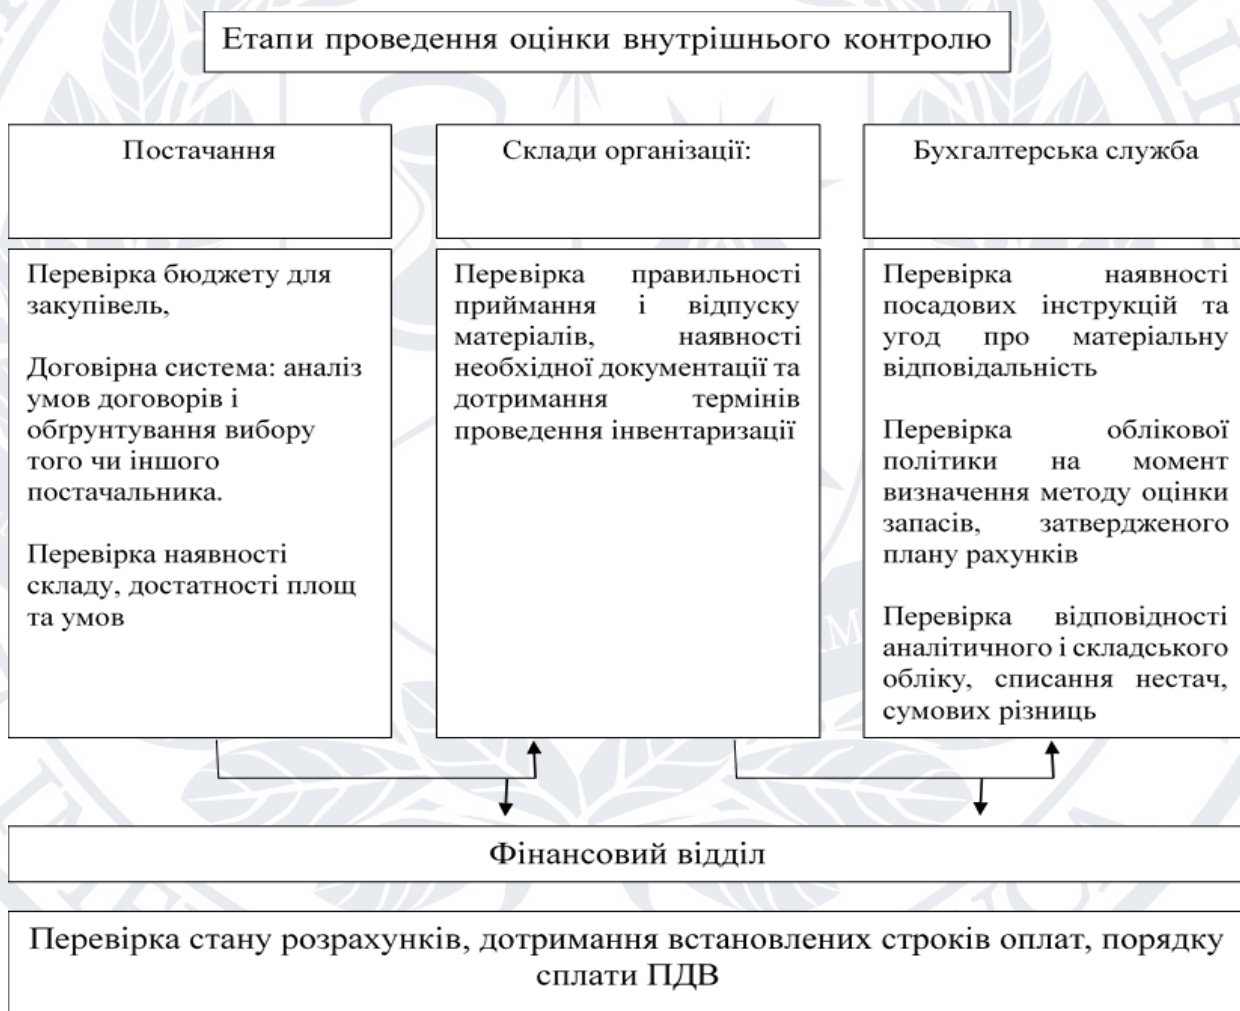 Етапи проведення оцінки внутрішнього контролю
Постачання
Склади організації:
Бухгалтерська служба
Перевірка бюджету для
закупівель,
Договірна система: аналіз
умов договорів і
обґрунтування вибору
того чи іншого
постачальника.
Перевірка наявності
складу, достатності площ
та умов
Перевірка правильності
приймання і відпуску
матеріалів, наявності
необхідної документації та
дотримання термінів
проведення інвентаризації
Перевірка наявності
посадових інструкцій та
угод про матеріальну
відповідальність
Перевірка облікової
політики на момент
визначення методу оцінки
запасів, затвердженого
плану рахунків
Перевірка відповідності
аналітичного і складського
обліку, списання нестач,
сумових різниць
Фінансовий відділ
Перевірка стану розрахунків, дотримання встановлених строків оплат, порядку
сплати ПДВ